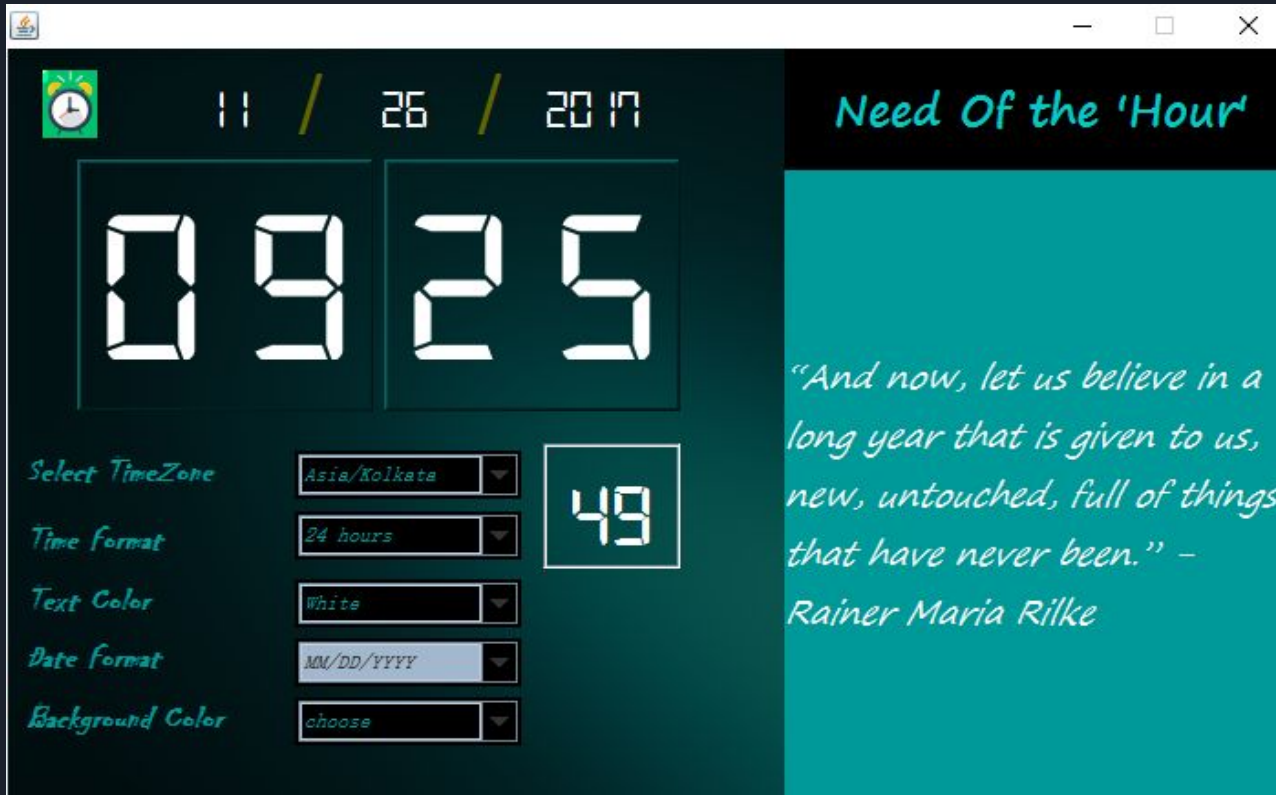 11 / 26 / 2017
Need Of the 'Hour'
09 25
49
Select TimeZone Asia/Kolkata
Time Format 24 hours
Text Color White
Date Format MM/DD/YYYY
Background Color choose
“And now, let us believe in a
long year that is given to us,
new, untouched, full of things
that have never been.” –
Rainer Maria Rilke